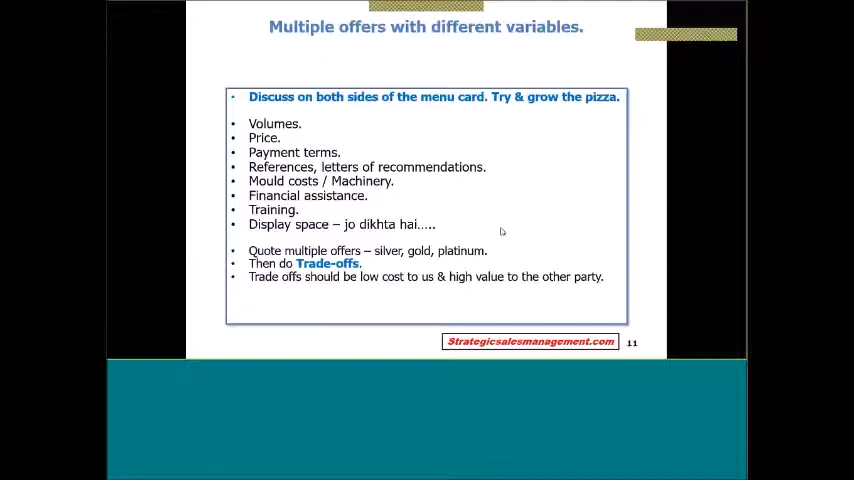 Multiple offers with different variables.
• Discuss on both sides of the menu card. Try & grow the pizza.
• Volumes.
• Price.
• Payment terms.
• References, letters of recommendations.
• Mould costs / Machinery.
• Financial assistance.
• Training.
• Display space – jo dikhta hai.....
• Quote multiple offers – silver, gold, platinum.
• Then do Trade-offs.
• Trade offs should be low cost to us & high value to the other party.
Strategicsalesmanagement.com
11